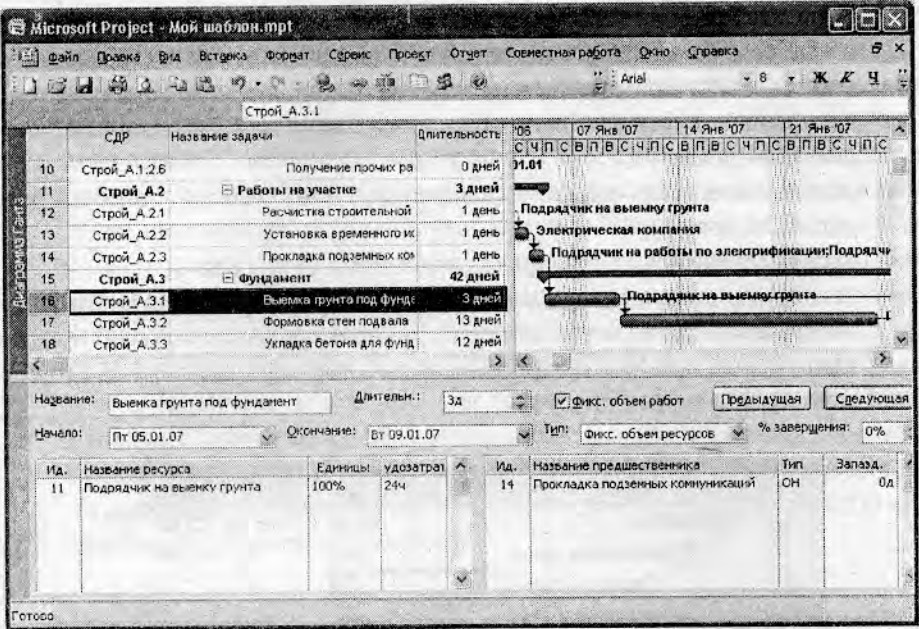 Microsoft Project - Мой шаблон.mpt
Файл Правка Вид Вставка Формат Сервис Проект Отчет Совместная работа Окно Справка
Arial 8 Ж К Ч
Строй_А.3.1
СДР Название задачи Длительность '06 07 Янв '07 14 Янв '07 21 Янв '07
С Ч П С В П В С Ч П С В П В С Ч П С В П В С Ч П С
10 Строй_А.1.2.6 Получение прочих ра 0 дней 01.01
11 Строй_А.2 Работы на участке 3 дней
12 Строй_А.2.1 Расчистка строительной 1 день Подрядчик на выемку грунта
13 Строй_А.2.2 Установка временного ис 1 день Электрическая компания
14 Строй_А.2.3 Прокладка подземных ком 1 день Подрядчик на работы по электрификации;Подрядчи
15 Строй_А.3 Фундамент 42 дней
16 Строй_А.3.1 Выемка грунта под фунда 3 дней Подрядчик на выемку грунта
17 Строй_А.3.2 Формовка стен подвала 13 дней
18 Строй_А.3.3 Укладка бетона для фунд 12 дней
Диаграмма Ганта
Название: Выемка грунта под фундамент Длительн.: 3д Фикс. объем работ Предыдущая Следующая
Начало: Пт 05.01.07 Окончание: Вт 09.01.07 Тип: Фикс. объем ресурсов % завершения: 0%
Ид. Название ресурса Единицы удозатрат Ид. Название предшественника Тип Запазд.
11 Подрядчик на выемку грунта 100% 24ч 14 Прокладка подземных коммуникаций ОН 0д
Готово